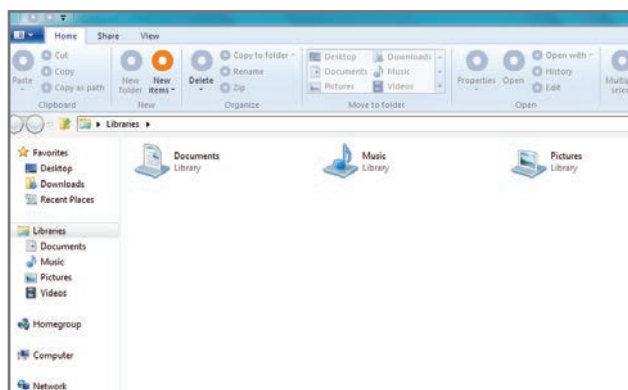 Home Share View
Cut
Copy
Copy as path
Paste
Clipboard
New folder
New items
New
Delete
Copy to folder
Rename
Zip
Organize
Desktop Downloads
Documents Music
Pictures Videos
Move to folder
Properties
Open
Open with
History
Edit
Open
Libraries
Favorites
Desktop
Downloads
Recent Places
Libraries
Documents
Music
Pictures
Videos
Homegroup
Computer
Network
Documents
Library
Music
Library
Pictures
Library